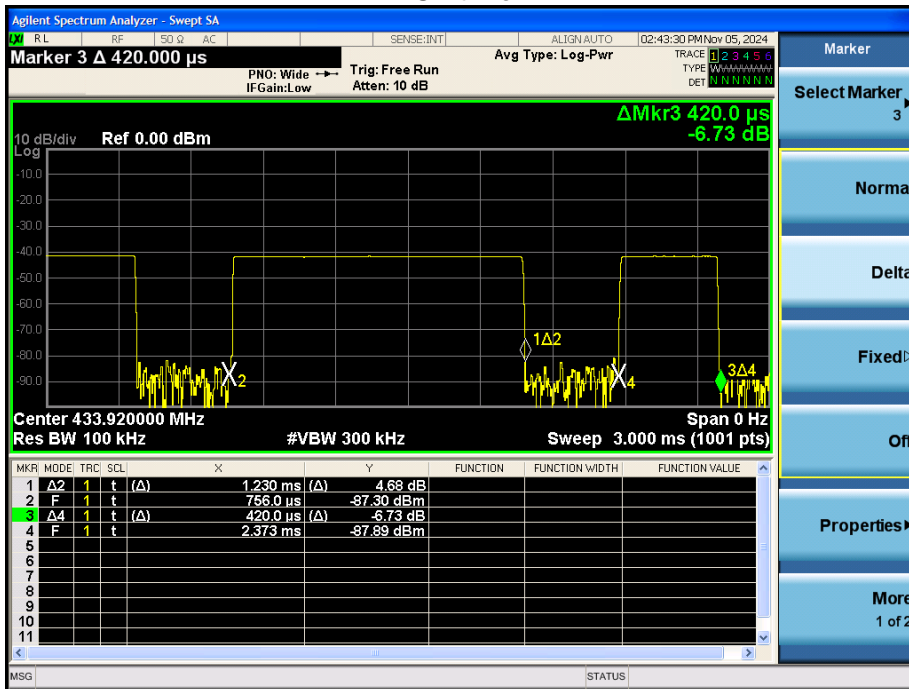 Agilent Spectrum Analyzer - Swept SA
LXI RL RF 50 Ω AC SENSE:INT ALIGN AUTO 02:43:30 PM Nov 05, 2024
Marker 3 Δ 420.000 µs
PNO: Wide
IFGain:Low
Trig: Free Run
Atten: 10 dB
Avg Type: Log-Pwr
TRACE 1 2 3 4 5 6
TYPE W
DET N N N N N N
ΔMkr3 420.0 µs
-6.73 dB
10 dB/div Ref 0.00 dBm
Log
-10.0
-20.0
-30.0
-40.0
-50.0
-60.0
-70.0
-80.0
-90.0
1Δ2
2
4
3Δ4
Center 433.920000 MHz Span 0 Hz
Res BW 100 kHz #VBW 300 kHz Sweep 3.000 ms (1001 pts)
MKR MODE TRC SCL X Y FUNCTION FUNCTION WIDTH FUNCTION VALUE
1 Δ2 1 t (Δ) 1.230 ms (Δ) 4.68 dB
2 F 1 t 756.0 µs -87.30 dBm
3 Δ4 1 t (Δ) 420.0 µs (Δ) -6.73 dB
4 F 1 t 2.373 ms -87.89 dBm
5
6
7
8
9
10
11
MSG STATUS
Marker
Select Marker
3
Norma
Delta
Fixed
Off
Properties
More
1 of 2